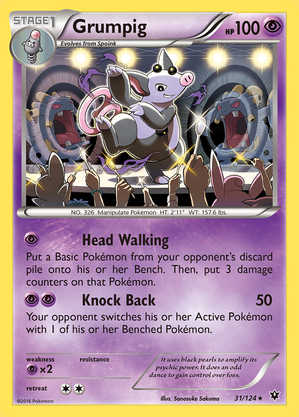 STAGE1
Grumpig
HP100
Evolves from Spoink
NO. 326 Manipulate Pokémon HT: 2'11" WT: 157.6 lbs.
Head Walking
Put a Basic Pokémon from your opponent's discard
pile onto his or her Bench. Then, put 3 damage
counters on that Pokémon.
Knock Back 50
Your opponent switches his or her Active Pokémon
with 1 of his or her Benched Pokémon.
weakness resistance
×2
retreat
It uses black pearls to amplify its
psychic power. It does an odd
dance to gain control over foes.
Illus. Sanosuke Sakuma
31/124
©2016 Pokémon